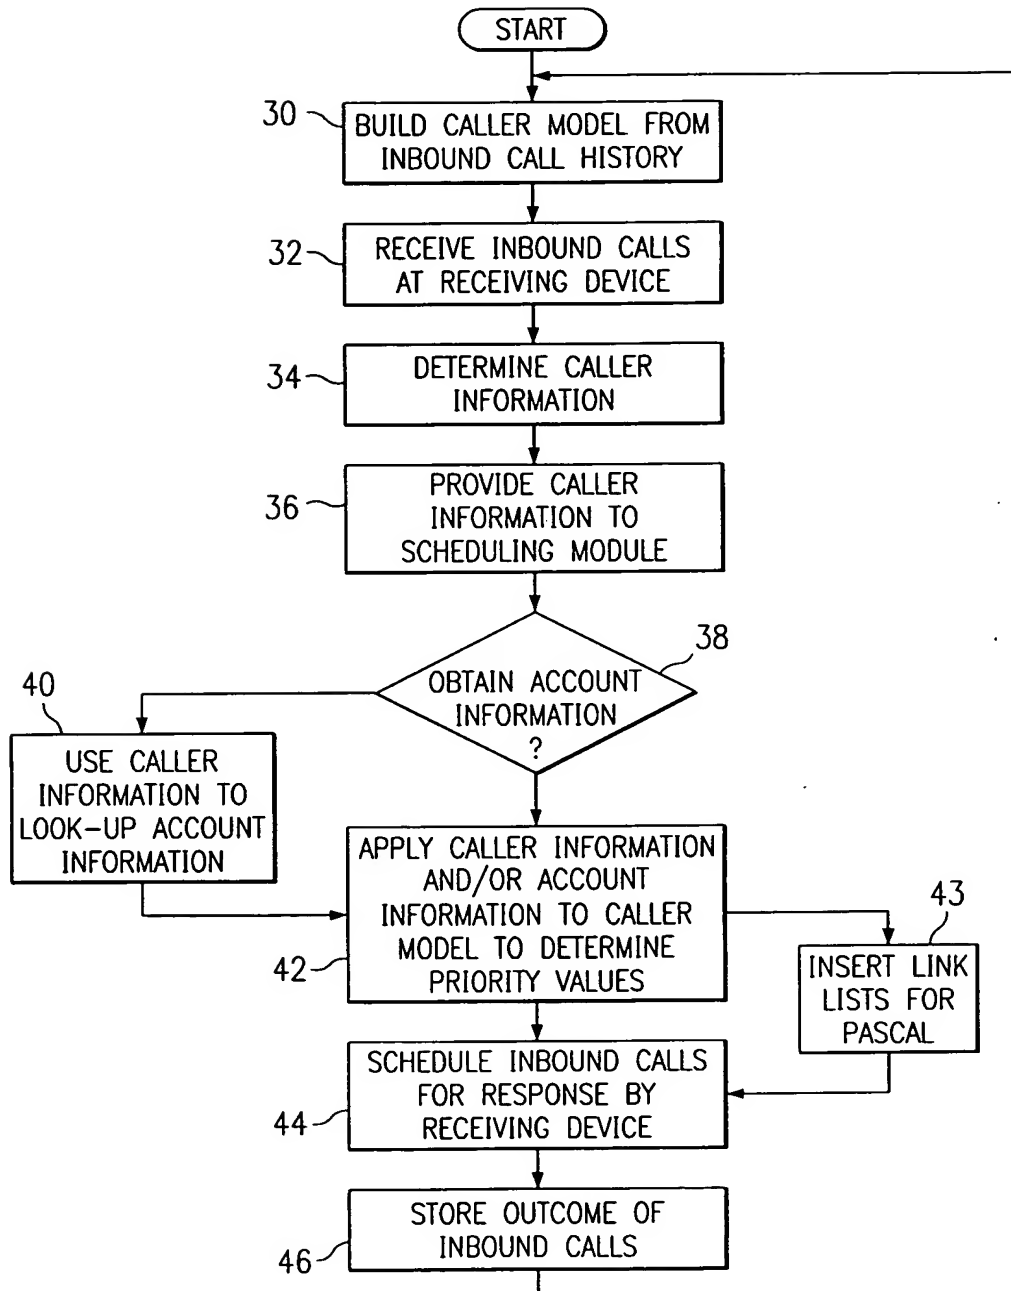 START
30
BUILD CALLER MODEL FROM
INBOUND CALL HISTORY
32
RECEIVE INBOUND CALLS
AT RECEIVING DEVICE
34
DETERMINE CALLER
INFORMATION
36
PROVIDE CALLER
INFORMATION TO
SCHEDULING MODULE
38
OBTAIN ACCOUNT
INFORMATION
?
40
USE CALLER
INFORMATION TO
LOOK-UP ACCOUNT
INFORMATION
42
APPLY CALLER INFORMATION
AND/OR ACCOUNT
INFORMATION TO CALLER
MODEL TO DETERMINE
PRIORITY VALUES
43
INSERT LINK
LISTS FOR
PASCAL
44
SCHEDULE INBOUND CALLS
FOR RESPONSE BY
RECEIVING DEVICE
46
STORE OUTCOME OF
INBOUND CALLS